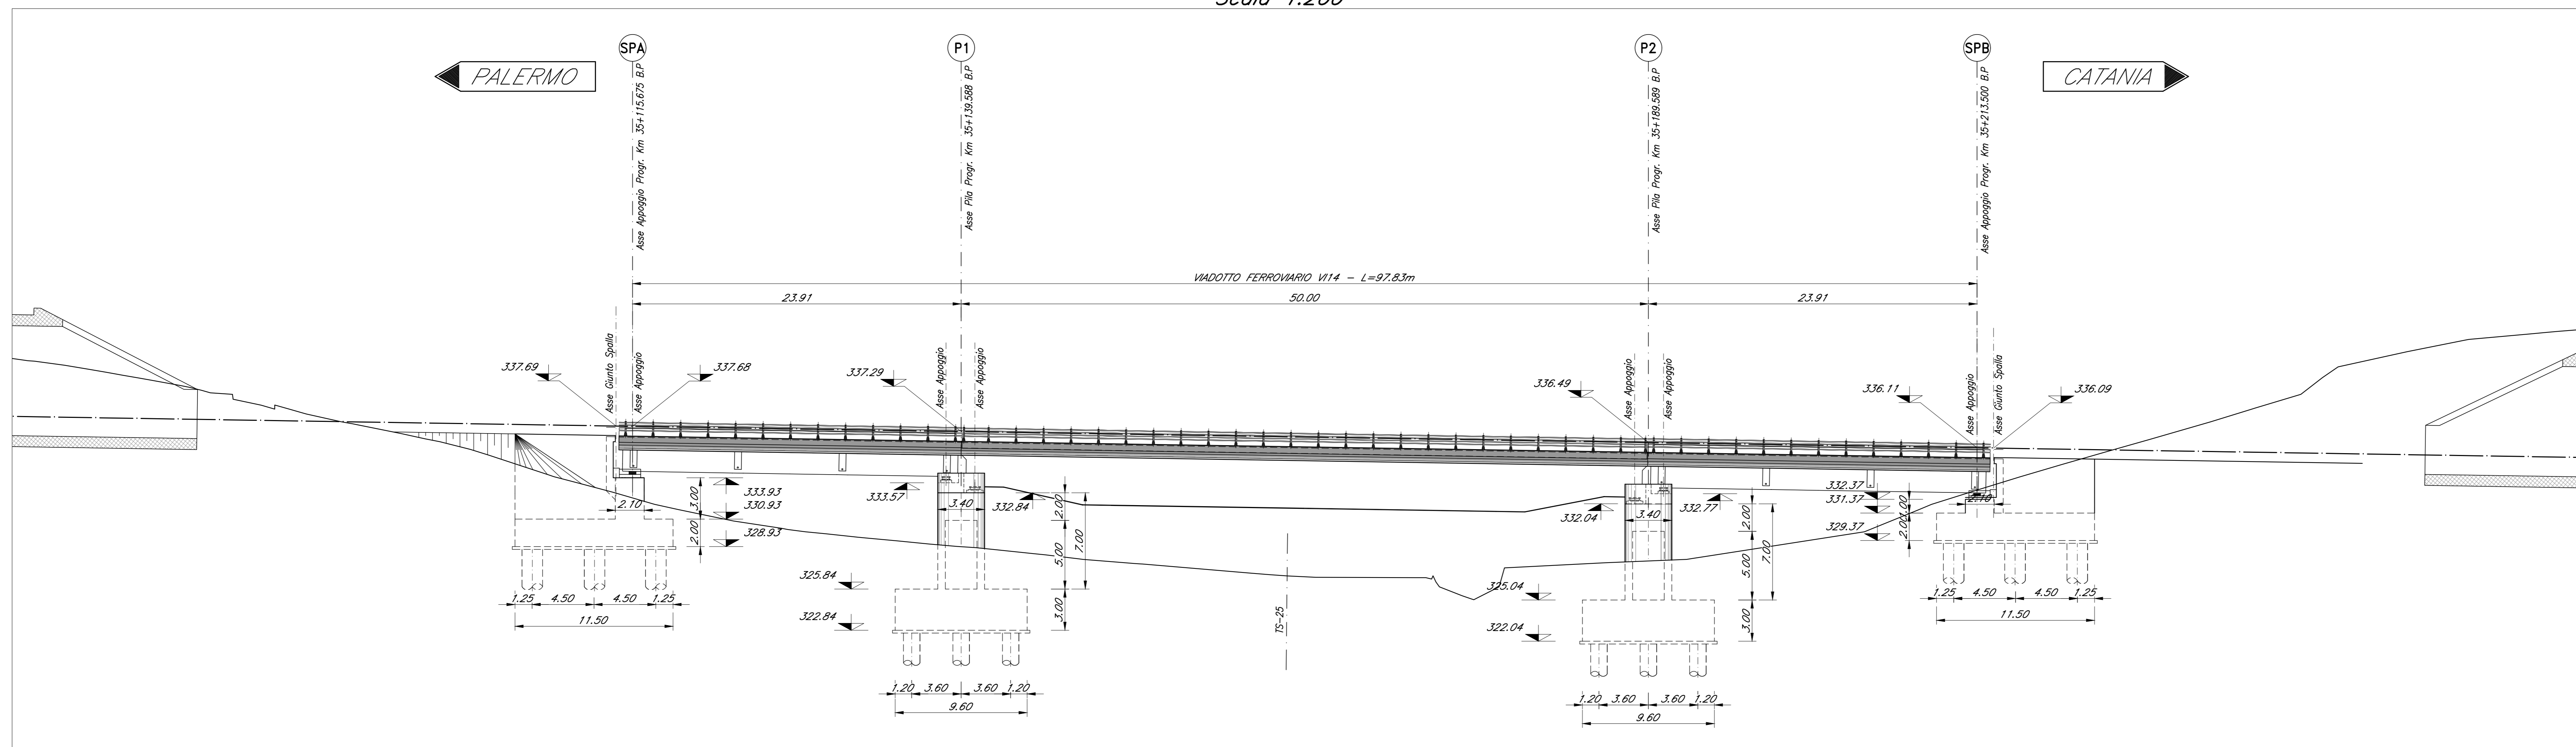 Scala 1:200
SPA
P1
P2
SPB
PALERMO
CATANIA
Asse Appoggio Progr. Km 35+115.675 B.P
Asse Pila Progr. Km 35+139.588 B.P
Asse Pila Progr. Km 35+189.589 B.P
Asse Appoggio Progr. Km 35+213.500 B.P
VIADOTTO FERROVIARIO VI14 - L=97.83m
23.91
50.00
23.91
Asse Giunto Spalla
Asse Appoggio
Asse Appoggio
Asse Appoggio
Asse Appoggio
Asse Appoggio
Asse Appoggio
Asse Giunto Spalla
337.69
337.68
337.29
336.49
336.11
336.09
333.93
330.93
328.93
3.00
2.00
2.10
333.57
3.40
332.84
2.00
5.00
7.00
3.00
325.84
322.84
332.04
3.40
332.77
2.00
5.00
7.00
3.00
325.04
322.04
332.37
331.37
329.37
1.00
2.00
2.10
TS-25
1.25
4.50
4.50
1.25
11.50
1.20
3.60
3.60
1.20
9.60
1.20
3.60
3.60
1.20
9.60
1.25
4.50
4.50
1.25
11.50